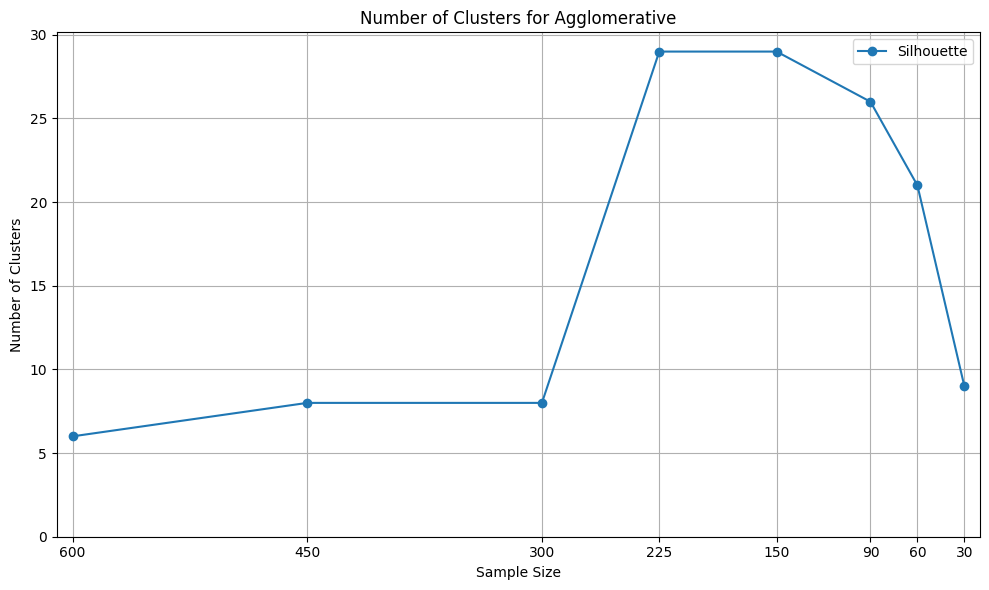 Number of Clusters for Agglomerative
Silhouette
Number of Clusters
30
25
20
15
10
5
0
600 450 300 225 150 90 60 30
Sample Size